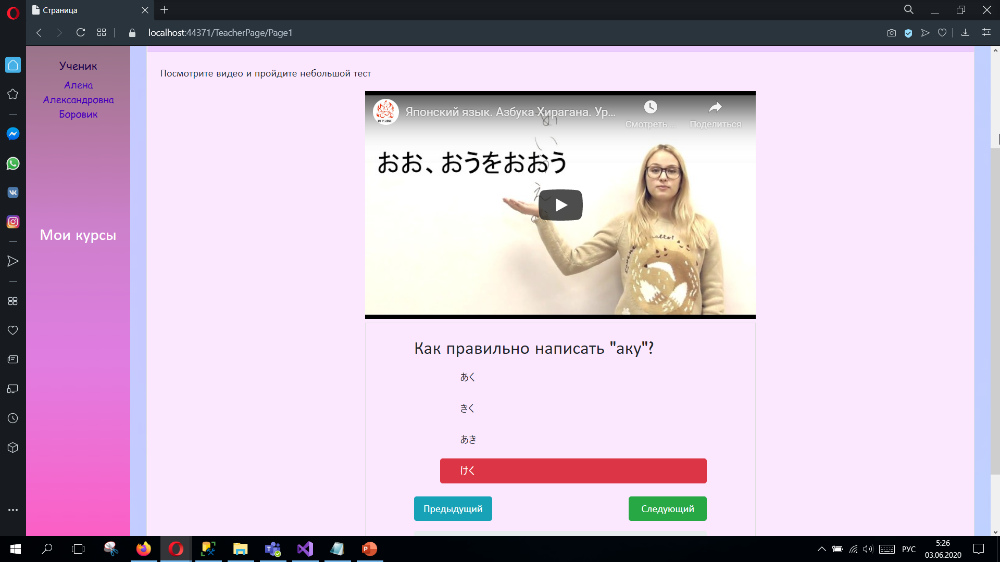 Страница
localhost:44371/TeacherPage/Page1
Ученик
Алена
Александровна
Боровик
Мои курсы
Посмотрите видео и пройдите небольшой тест
KITSUNE
Японский язык. Азбука Хирагана. Ур...
Смотреть ...
Поделиться
おお、おうをおおう
Как правильно написать "аку"?
あく
きく
あき
けく
Предыдущий
Следующий
РУС
5:26
03.06.2020